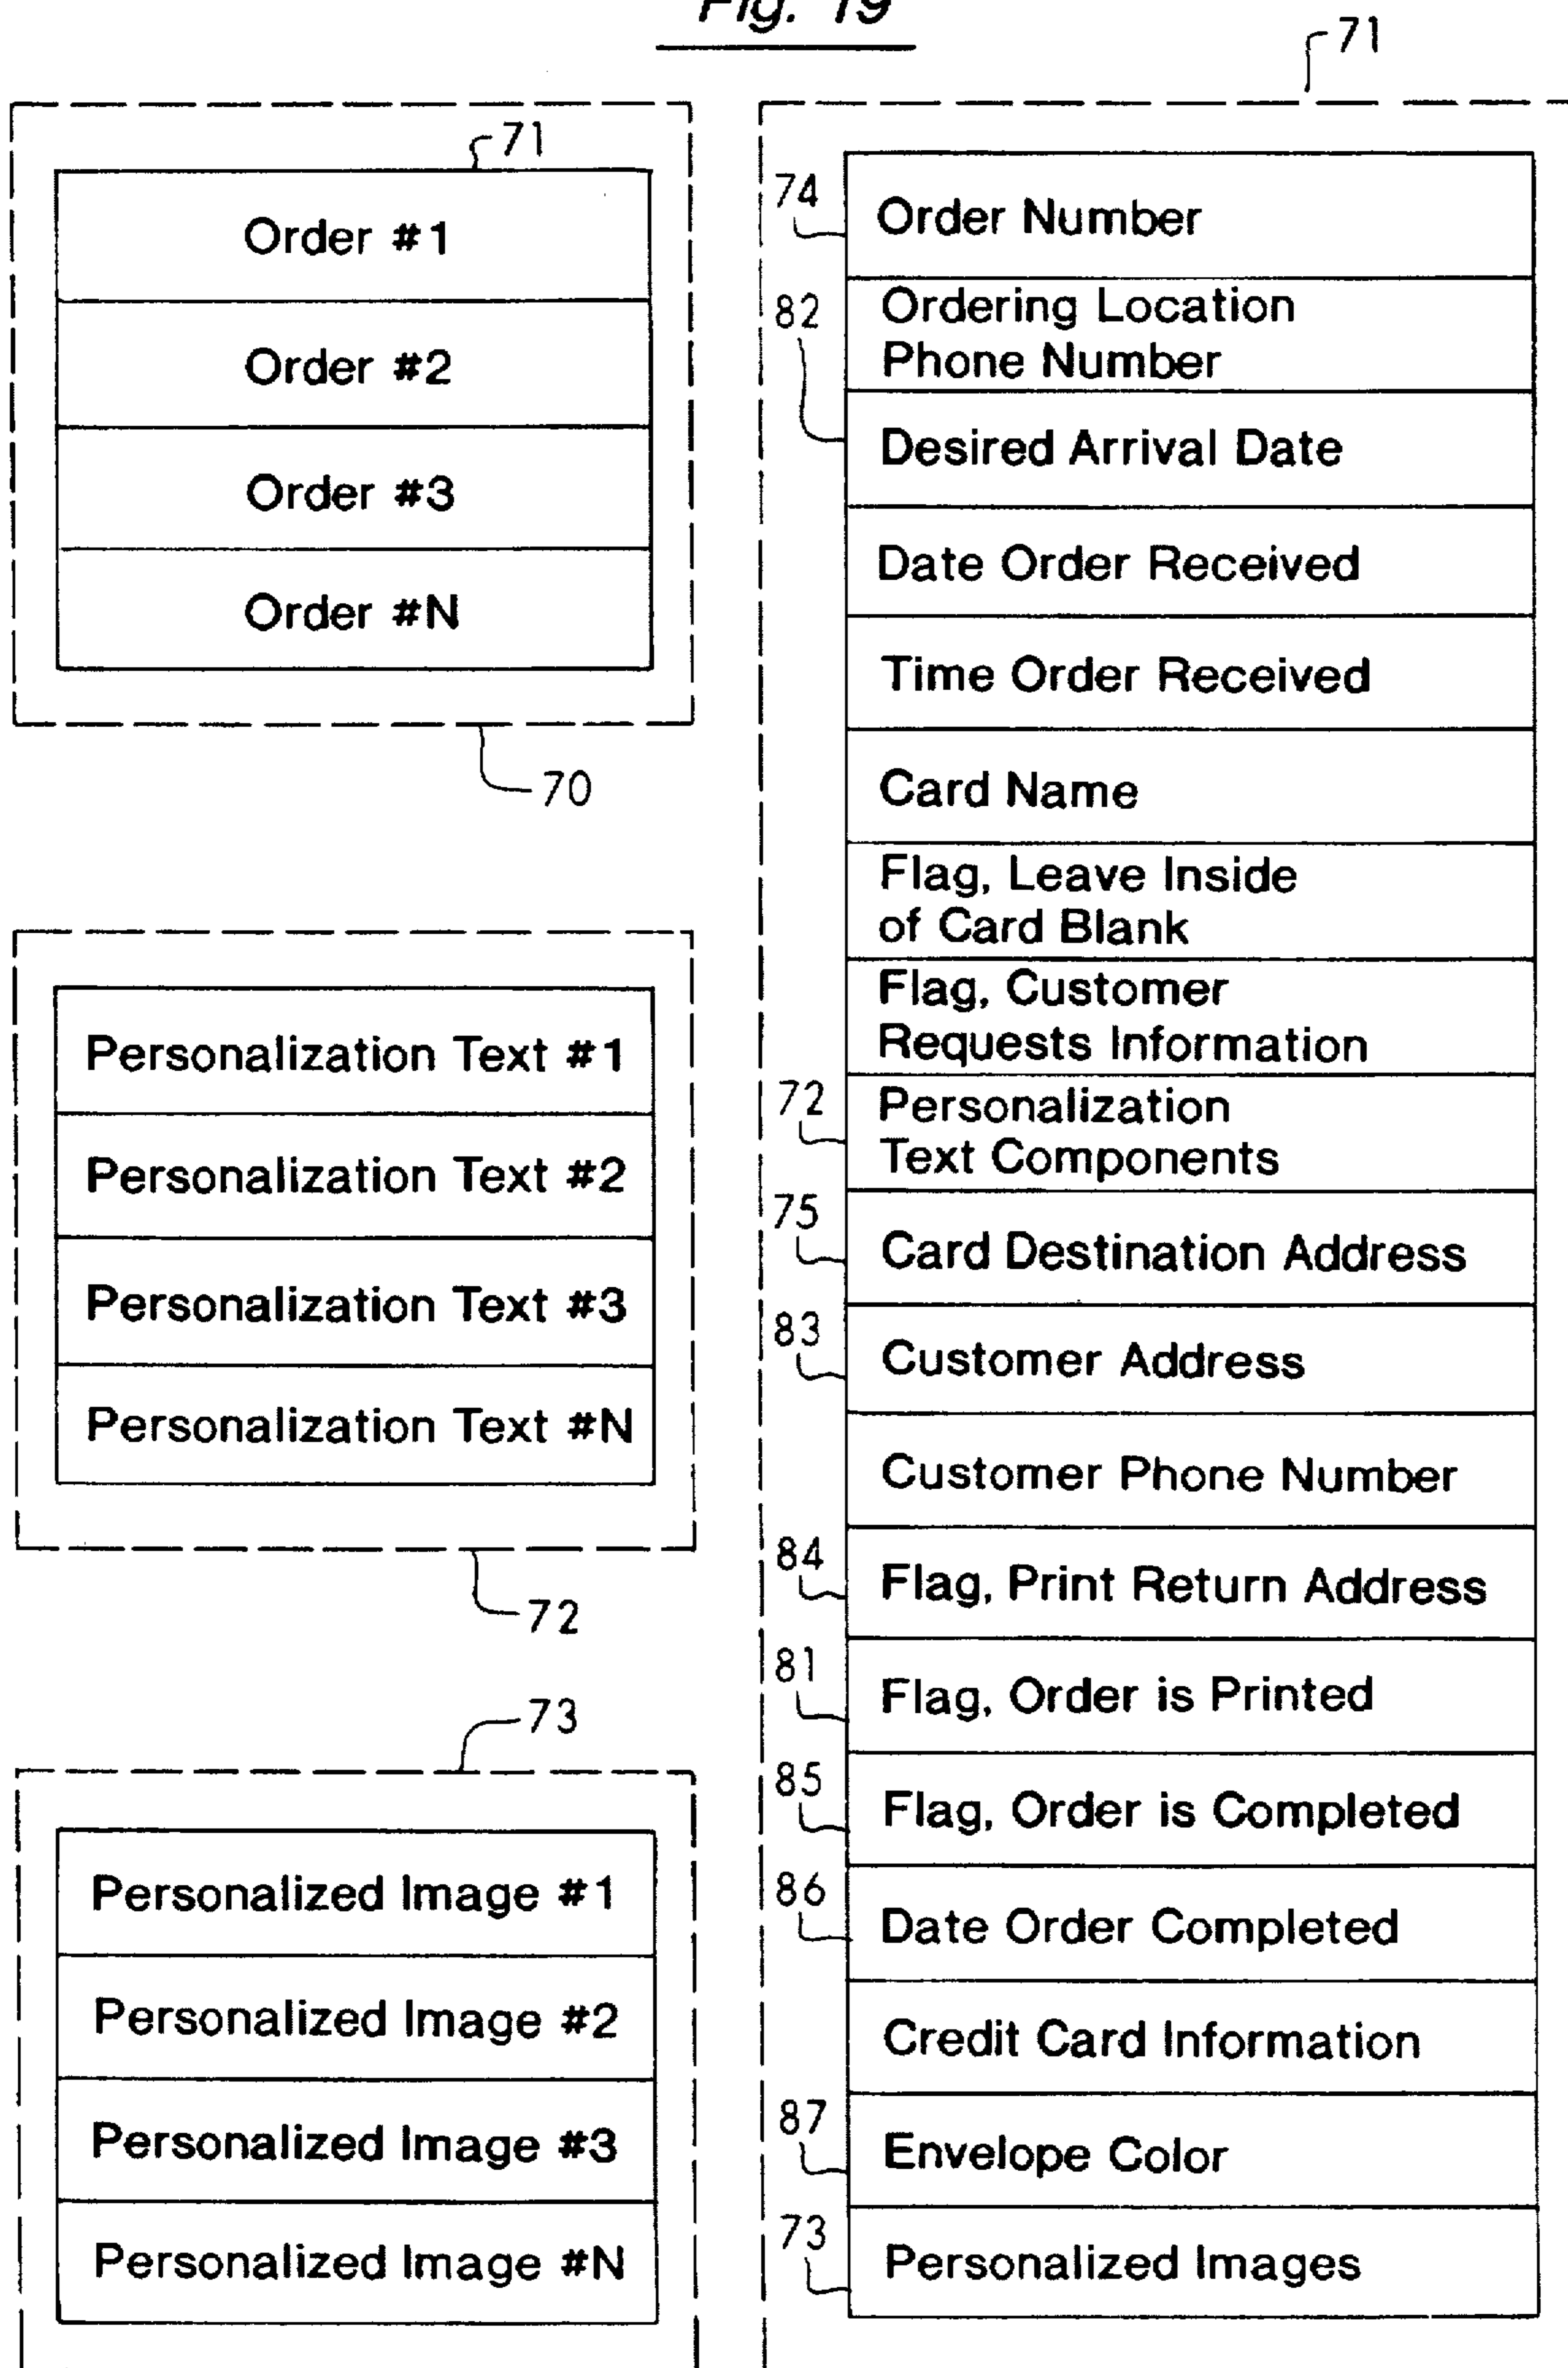 Fig. 19
71
Order #1
Order #2
Order #3
Order #N
70
Personalization Text #1
Personalization Text #2
Personalization Text #3
Personalization Text #N
72
73
Personalized Image #1
Personalized Image #2
Personalized Image #3
Personalized Image #N
71
74
Order Number
Ordering Location
Phone Number
82
Desired Arrival Date
Date Order Received
Time Order Received
Card Name
Flag, Leave Inside
of Card Blank
Flag, Customer
Requests Information
72
Personalization
Text Components
75
Card Destination Address
83
Customer Address
Customer Phone Number
84
Flag, Print Return Address
81
Flag, Order is Printed
85
Flag, Order is Completed
86
Date Order Completed
Credit Card Information
87
Envelope Color
73
Personalized Images